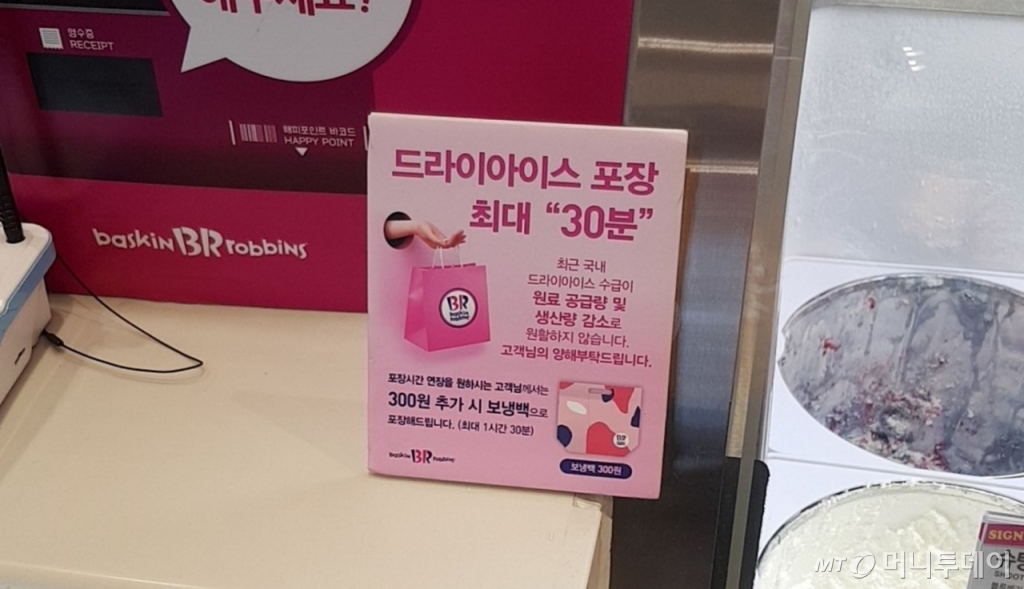 영수증
RECEIPT
해피포인트 바코드
HAPPY POINT
baskin BR robbins
드라이아이스 포장
최대 “30분”
최근 국내
드라이아이스 수급이
원료 공급량 및
생산량 감소로
원활하지 않습니다.
고객님의 양해부탁드립니다.
BR
포장시간 연장을 원하시는 고객님께서는
300원 추가 시 보냉백으로
포장해드립니다. (최대 1시간 30분)
baskin BR robbins
보냉백 300원
SIGN
MT 머니투데이